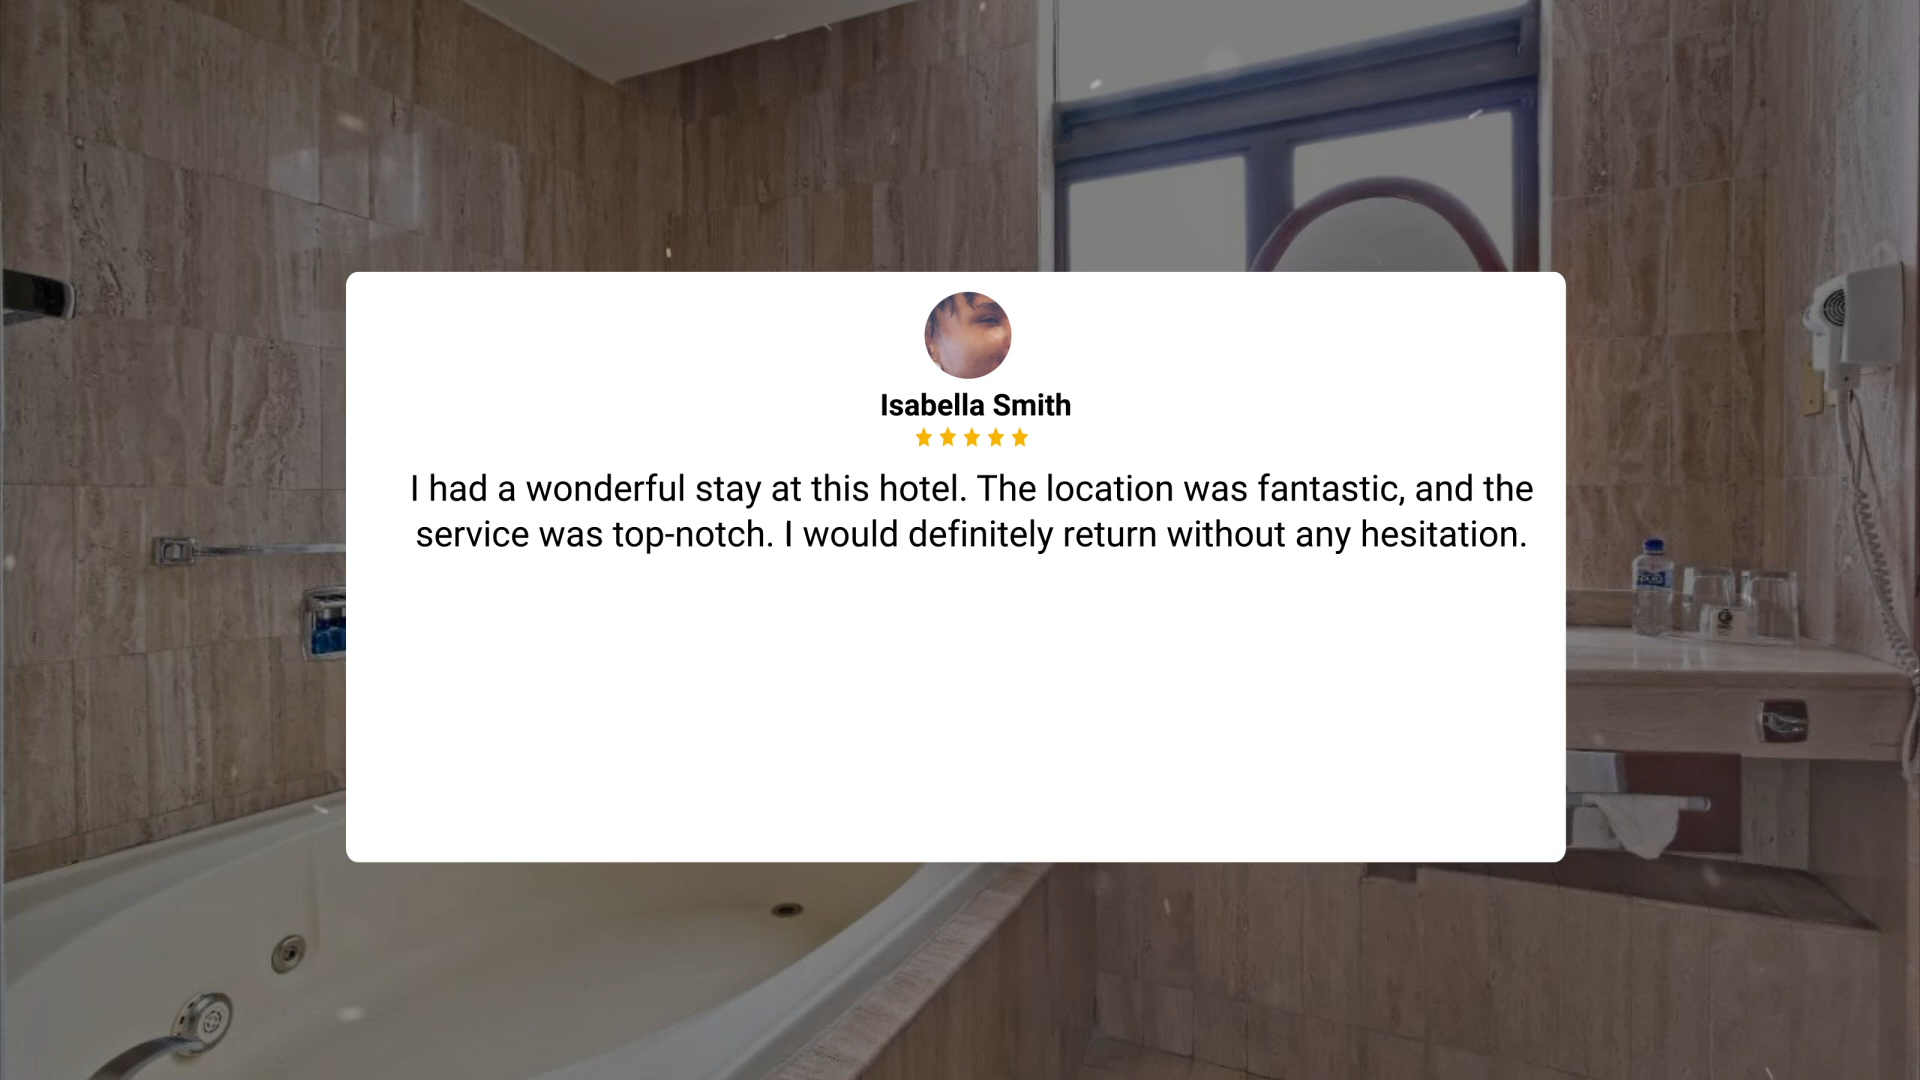 Isabella Smith
I had a wonderful stay at this hotel. The location was fantastic, and the
service was top-notch. I would definitely return without any hesitation.